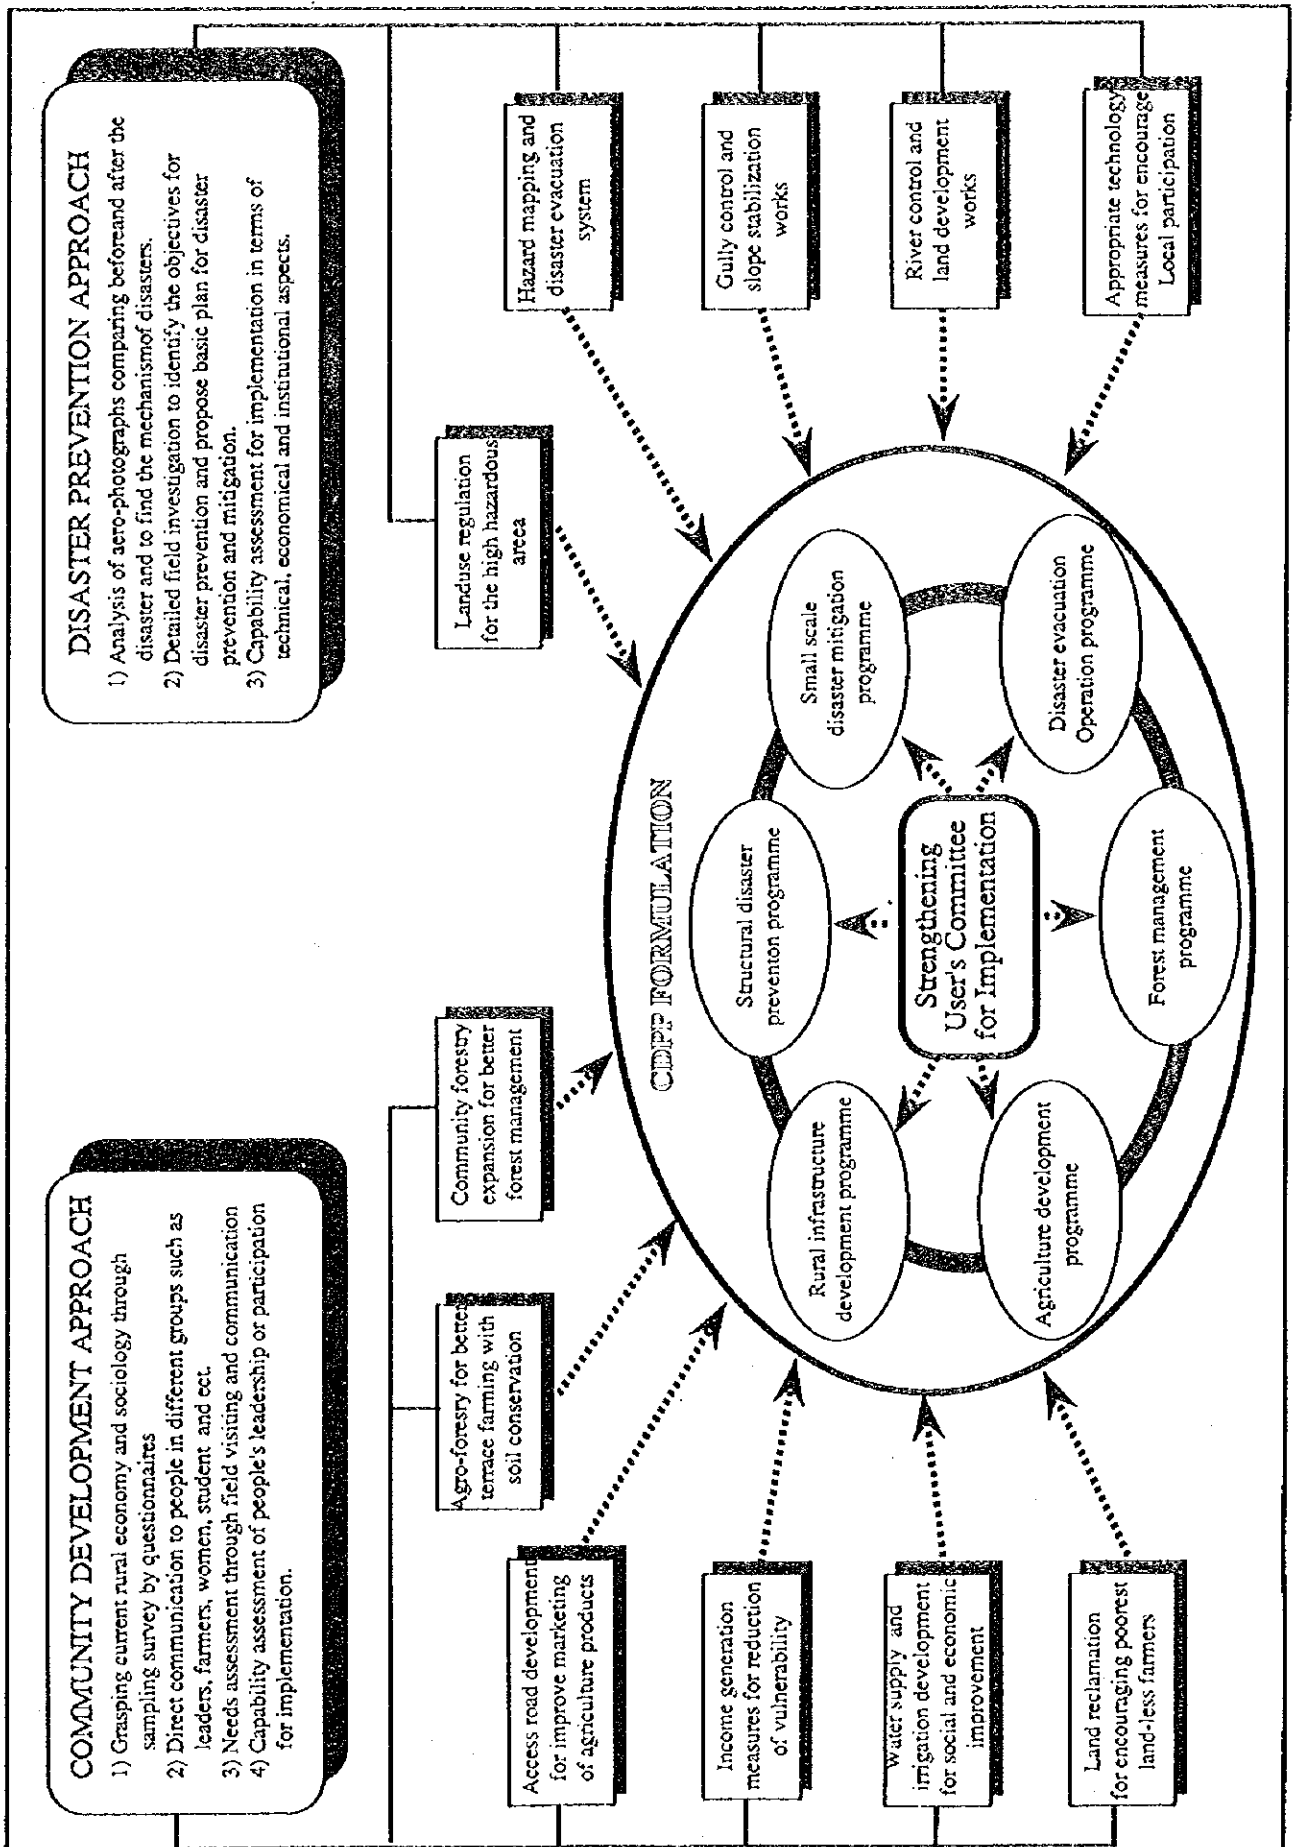 COMMUNITY DEVELOPMENT APPROACH
1) Grasping current rural economy and sociology through
sampling survey by questionnaires
2) Direct communication to people in different groups such as
leaders, farmers, women, student and ect.
3) Needs assessment through field visiting and communication
4) Capability assessment of people's leadership or participation
for implementation.
DISASTER PREVENTION APPROACH
1) Analysis of aero-photographs comparing beforeand after the
disaster and to find the mechanismof disasters.
2) Detailed field investigation to identify the objectives for
disaster prevention and propose basic plan for disaster
prevention and mitigation.
3) Capability assessment for implementation in terms of
technical, economical and institutional aspects.
Access road development
for improve marketing
of agriculture products
Agro-foresry for better
terrace farming with
soil conservation
Community forestry
expansion for better
forest management
Landuse regulation
for the high hazardous
areea
Hazard mapping and
disaster evacuation
system
Income generation
measures for reduction
of vulnerability
Water supply and
irrigation development
for social and economic
improvement
Land reclamation
for encouraging poorest
land-less farmers
Gully control and
slope stabilization
works
River control and
land development
works
Appropriate technology
measures for encourage
Local participation
CDPP FORMULATION
Structural disaster
preventon programme
Rural infrastructure
development programme
Small scale
disaster mitigation
programme
Strengthening
User's Committee
for Implementation
Agriculture development
programme
Disaster evacuation
Operation programme
Forest management
programme